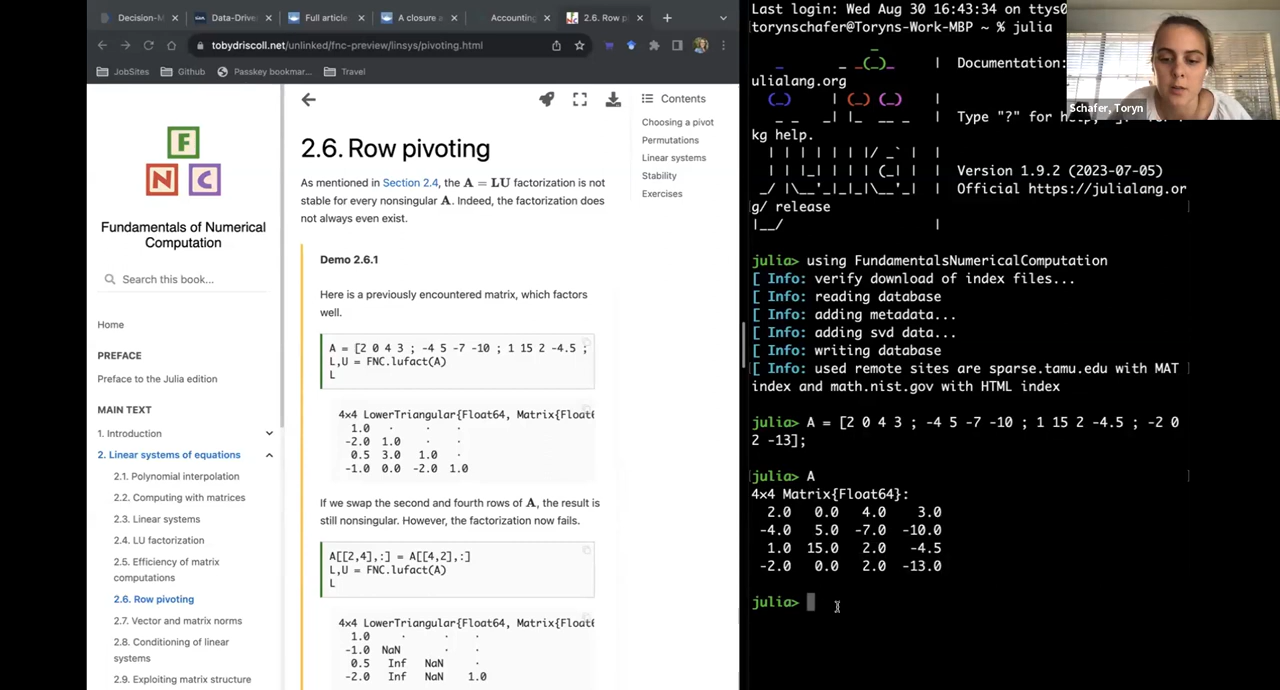 Decision-M
Data-Driv
Full article
A closure a
Accounting
2.6. Row p
tobydriscoll.net/unlinked/fnc-preview/linsys/pivoting.html
JobSites
Github
Passkey bookmar...
Travel
F
N C
Fundamentals of Numerical
Computation
Search this book...
Home
PREFACE
Preface to the Julia edition
MAIN TEXT
1. Introduction
2. Linear systems of equations
2.1. Polynomial interpolation
2.2. Computing with matrices
2.3. Linear systems
2.4. LU factorization
2.5. Efficiency of matrix
computations
2.6. Row pivoting
2.7. Vector and matrix norms
2.8. Conditioning of linear
systems
2.9. Exploiting matrix structure
2.6. Row pivoting
As mentioned in Section 2.4, the A = LU factorization is not
stable for every nonsingular A. Indeed, the factorization does
not always even exist.
Demo 2.6.1
Here is a previously encountered matrix, which factors
well.
A = [2 0 4 3 ; -4 5 -7 -10 ; 1 15 2 -4.5 ;
L,U = FNC.lufact(A)
L
4×4 LowerTriangular{Float64, Matrix{Float6
1.0 ⋅ ⋅ ⋅
-2.0 1.0 ⋅ ⋅
0.5 3.0 1.0 ⋅
-1.0 0.0 -2.0 1.0
If we swap the second and fourth rows of A, the result is
still nonsingular. However, the factorization now fails.
A[[2,4],:] = A[[4,2],:]
L,U = FNC.lufact(A)
L
4×4 LowerTriangular{Float64, Matrix{Float6
1.0 ⋅ ⋅ ⋅
-1.0 NaN ⋅ ⋅
0.5 Inf NaN ⋅
-2.0 Inf NaN 1.0
Contents
Choosing a pivot
Permutations
Linear systems
Stability
Exercises
Last login: Wed Aug 30 16:43:34 on ttys0
torynschafer@Toryns-Work-MBP ~ % julia
Schafer, Toryn
_
_ _ _(_)_ | Documentation:
ulialang.org
(_) | (_) (_) |
_ _ _| |_ __ _ | Type "?" for help,
kg help.
| | | | | | |/ _` | |
| | |_| | | | (_| | | Version 1.9.2 (2023-07-05)
_/ |\__'_|_|_|\__'_| | Official https://julialang.or
g/ release
|__/ |
julia> using FundamentalsNumericalComputation
[ Info: verify download of index files...
[ Info: reading database
[ Info: adding metadata...
[ Info: adding svd data...
[ Info: writing database
[ Info: used remote sites are sparse.tamu.edu with MAT
index and math.nist.gov with HTML index
julia> A = [2 0 4 3 ; -4 5 -7 -10 ; 1 15 2 -4.5 ; -2 0
2 -13];
julia> A
4×4 Matrix{Float64}:
2.0 0.0 4.0 3.0
-4.0 5.0 -7.0 -10.0
1.0 15.0 2.0 -4.5
-2.0 0.0 2.0 -13.0
julia>